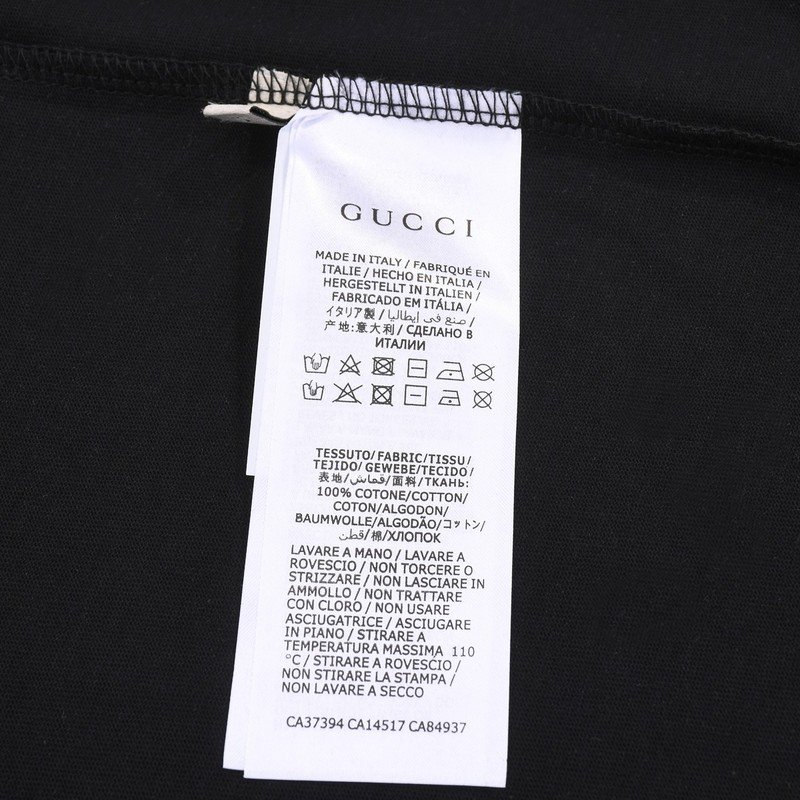 GUCCI
MADE IN ITALY / FABRIQUÉ EN
ITALIE / HECHO EN ITALIA /
HERGESTELLT IN ITALIEN /
FABRICADO EM ITÁLIA /
イタリア製 / صنع في إيطاليا /
产地:意大利 / СДЕЛАНО В
ИТАЛИИ
TESSUTO/ FABRIC/TISSU/
TEJIDO/ GEWEBE/TECIDO/
表地/قماش/面料/ТКАНЬ:
100% COTONE/COTTON/
COTON/ALGODON/
BAUMWOLLE/ALGODÃO/コットン/
قطن/棉/ХЛОПОК
LAVARE A MANO / LAVARE A
ROVESCIO / NON TORCERE O
STRIZZARE / NON LASCIARE IN
AMMOLLO / NON TRATTARE
CON CLORO / NON USARE
ASCIUGATRICE / ASCIUGARE
IN PIANO / STIRARE A
TEMPERATURA MASSIMA 110
°C / STIRARE A ROVESCIO /
NON STIRARE LA STAMPA /
NON LAVARE A SECCO
CA37394 CA14517 CA84937